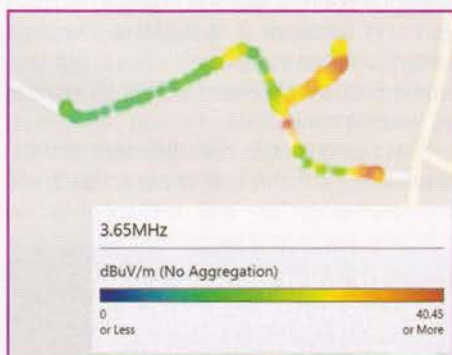 3.65MHz
dBuV/m (No Aggregation)
0 40.45
or Less or More